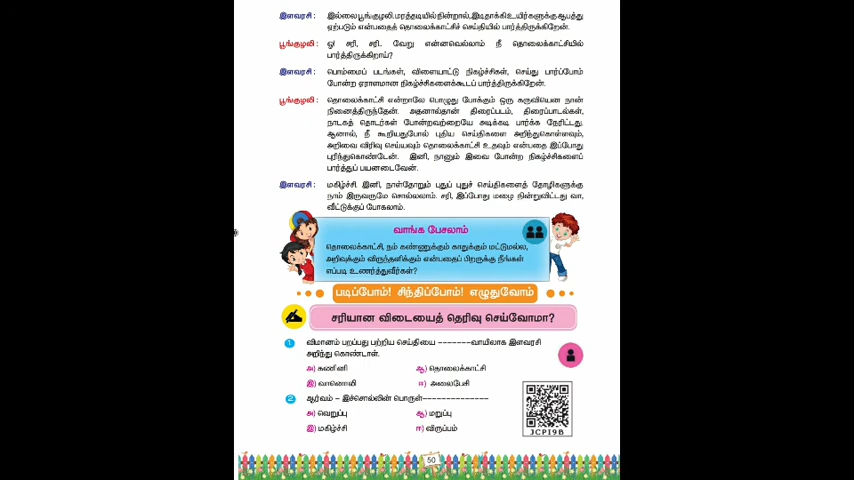 இளவரசி : இல்லை பூங்குழலி. மரத்தடியில் நின்றால், இடிதாக்கி உயிர்களுக்கு ஆபத்து
ஏற்படும் என்பதைத் தொலைக்காட்சிச் செய்தியில் பார்த்திருக்கிறேன்.
பூங்குழலி : ஓ! சரி, சரி. வேறு என்னவெல்லாம் நீ தொலைக்காட்சியில்
பார்த்திருக்கிறாய்?
இளவரசி : பொம்மைப் படங்கள், விளையாட்டு நிகழ்ச்சிகள், செய்து பார்ப்போம்
போன்ற ஏராளமான நிகழ்ச்சிகளைக்கூடப் பார்த்திருக்கிறேன்.
பூங்குழலி : தொலைக்காட்சி என்றாலே பொழுது போக்கும் ஒரு கருவியென நான்
நினைத்திருந்தேன். அதனால்தான் திரைப்படம், திரைப்பாடல்கள்,
நாடகத் தொடர்கள் போன்றவற்றையே அடிக்கடி பார்க்க நேரிட்டது.
ஆனால், நீ கூறியதுபோல் புதிய செய்திகளை அறிந்துகொள்ளவும்,
அறிவை விரிவு செய்யவும் தொலைக்காட்சி உதவும் என்பதை இப்போது
புரிந்துகொண்டேன். இனி, நானும் இவை போன்ற நிகழ்ச்சிகளைப்
பார்த்துப் பயனடைவேன்.
இளவரசி : மகிழ்ச்சி. இனி, நாள்தோறும் புதுப் புதுச் செய்திகளைத் தோழிகளுக்கு
நாம் இருவருமே சொல்லலாம். சரி, இப்போது மழை நின்றுவிட்டது வா,
வீட்டுக்குப் போகலாம்.
வாங்க பேசலாம்
தொலைக்காட்சி, நம் கண்ணுக்கும் காதுக்கும் மட்டுமல்ல,
அறிவுக்கும் விருந்தளிக்கும் என்பதைப் பிறருக்கு நீங்கள்
எப்படி உணர்த்துவீர்கள்?
படிப்போம்! சிந்திப்போம்! எழுதுவோம்
சரியான விடையைத் தெரிவு செய்வோமா?
1 விமானம் பறப்பது பற்றிய செய்தியை -------வாயிலாக இளவரசி
அறிந்து கொண்டாள்.
அ) கணினி ஆ) தொலைக்காட்சி
இ) வானொலி ஈ) அலைபேசி
2 ஆர்வம் – இச்சொல்லின் பொருள்--------------
அ) வெறுப்பு ஆ) மறுப்பு
இ) மகிழ்ச்சி ஈ) விருப்பம்
JCPI9B
50